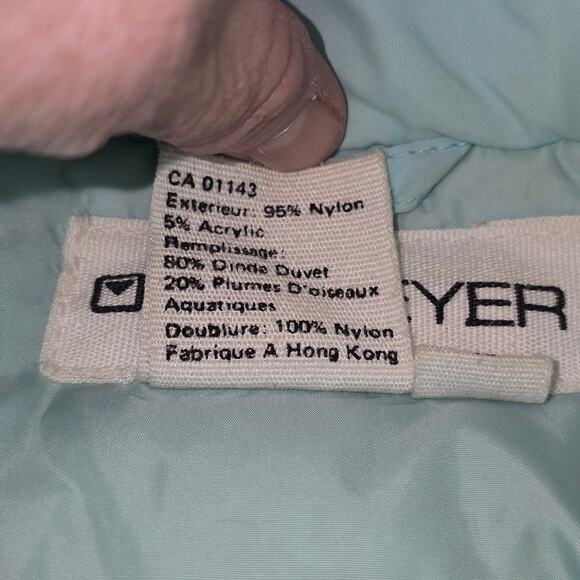 CA 01143
Exterieur: 95% Nylon
5% Acrylic
Remplissage:
80% Dinde Duvet
20% Plumes D'oiseaux
Aquatiques
Doublure: 100% Nylon
Fabrique A Hong Kong
EYER